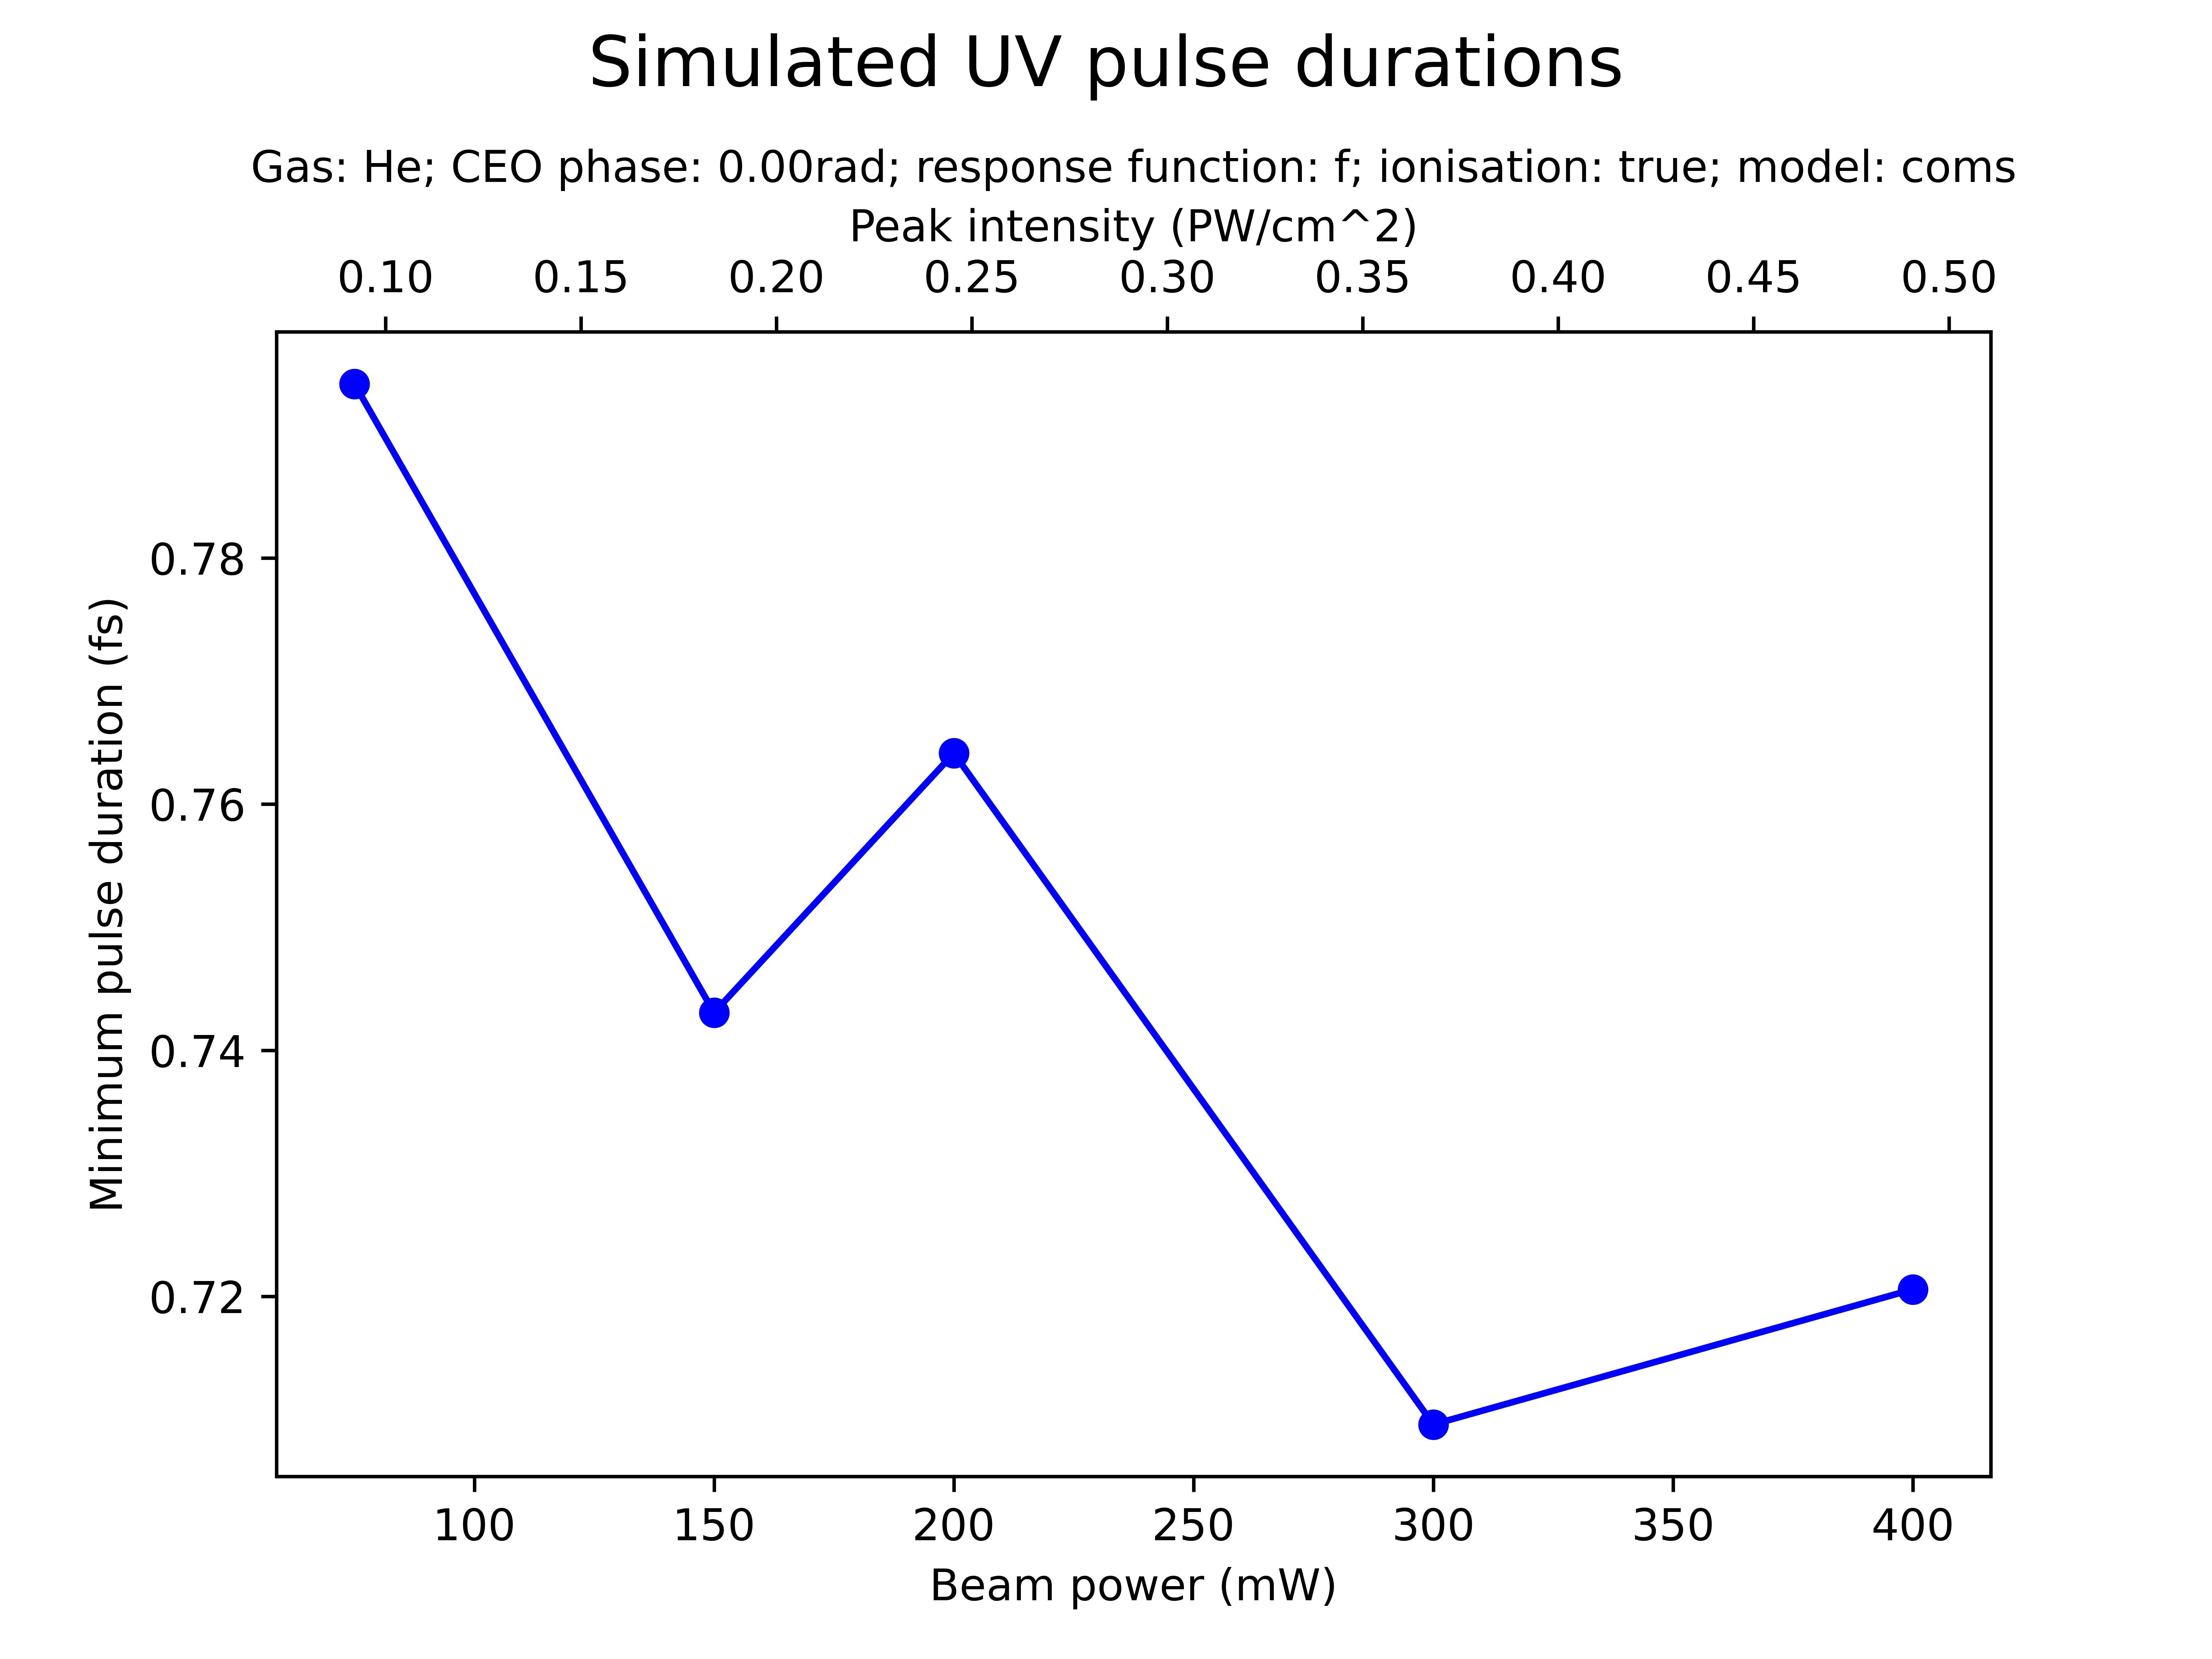 Simulated UV pulse durations
Gas: He; CEO phase: 0.00rad; response function: f; ionisation: true; model: coms
Peak intensity (PW/cm^2)
0.10 0.15 0.20 0.25 0.30 0.35 0.40 0.45 0.50
Minimum pulse duration (fs)
0.78
0.76
0.74
0.72
100 150 200 250 300 350 400
Beam power (mW)